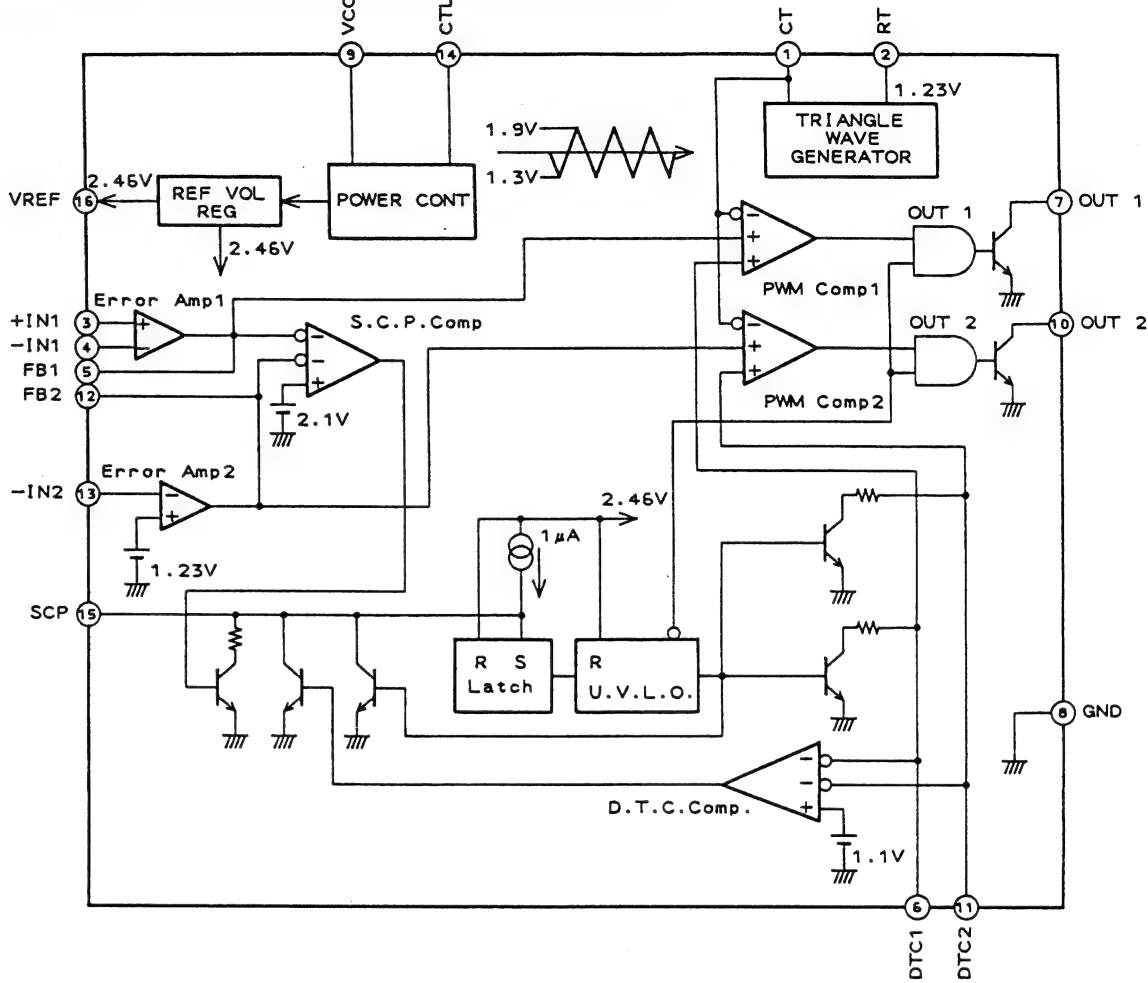 VCC
CTL
CT
RT
9
14
1
2
1.23V
TRIANGLE
WAVE
GENERATOR
1.9V
1.3V
2.46V
VREF
16
REF VOL
REG
POWER CONT
2.46V
OUT 1
7
OUT 1
−
+
+
PWM Comp1
Error Amp1
+IN1
3
+
−IN1
4
−
FB1
5
FB2
12
S.C.P.Comp
−
−
+
2.1V
OUT 2
10
OUT 2
−
+
+
PWM Comp2
Error Amp2
−IN2
13
−
+
1.23V
2.46V
1μA
SCP
15
R S
Latch
R
U.V.L.O.
8
GND
−
−
+
D.T.C.Comp.
1.1V
6
11
DTC1
DTC2